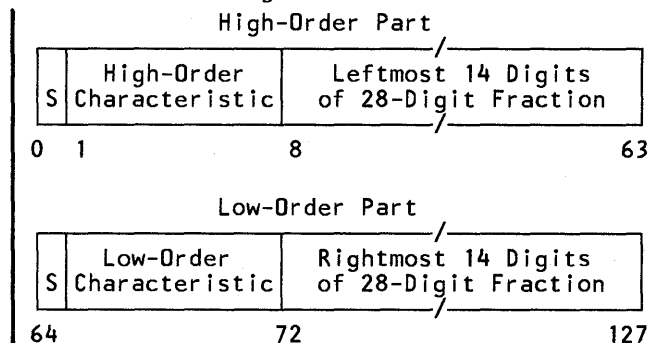 High-Order Part
High-Order Leftmost 14 Digits
S Characteristic of 28-Digit Fraction
0 1 8 63
Low-Order Part
Low-Order Rightmost 14 Digits
S Characteristic of 28-Digit Fraction
64 72 127